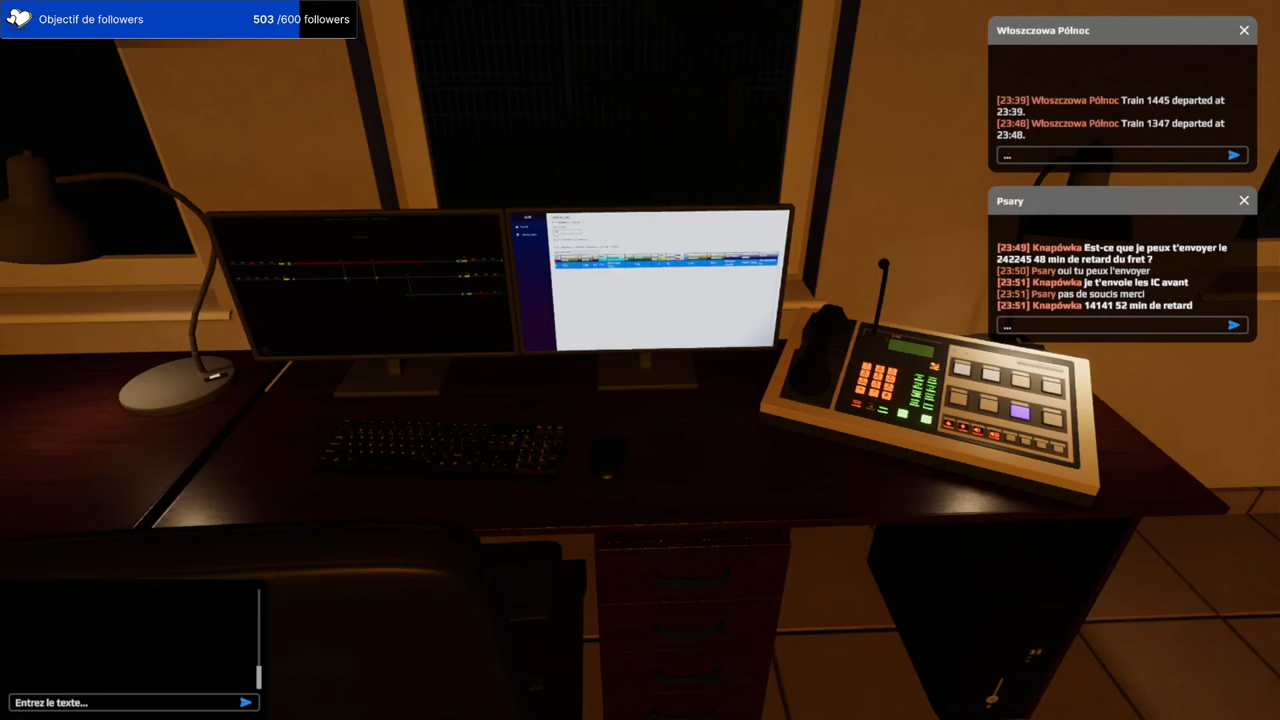 Objectif de followers
503 /600 followers
Włoszczowa Północ
[23:39] Włoszczowa Północ Train 1445 departed at
23:39.
[23:48] Włoszczowa Północ Train 1347 departed at
23:48.
...
Psary
[23:49] Knapówka Est-ce que je peux t'envoyer le
242245 48 min de retard du fret ?
[23:50] Psary oui tu peux l'envoyer
[23:51] Knapówka je t'envoie les IC avant
[23:51] Psary pas de soucis merci
[23:51] Knapówka 14141 52 min de retard
...
Entrez le texte...